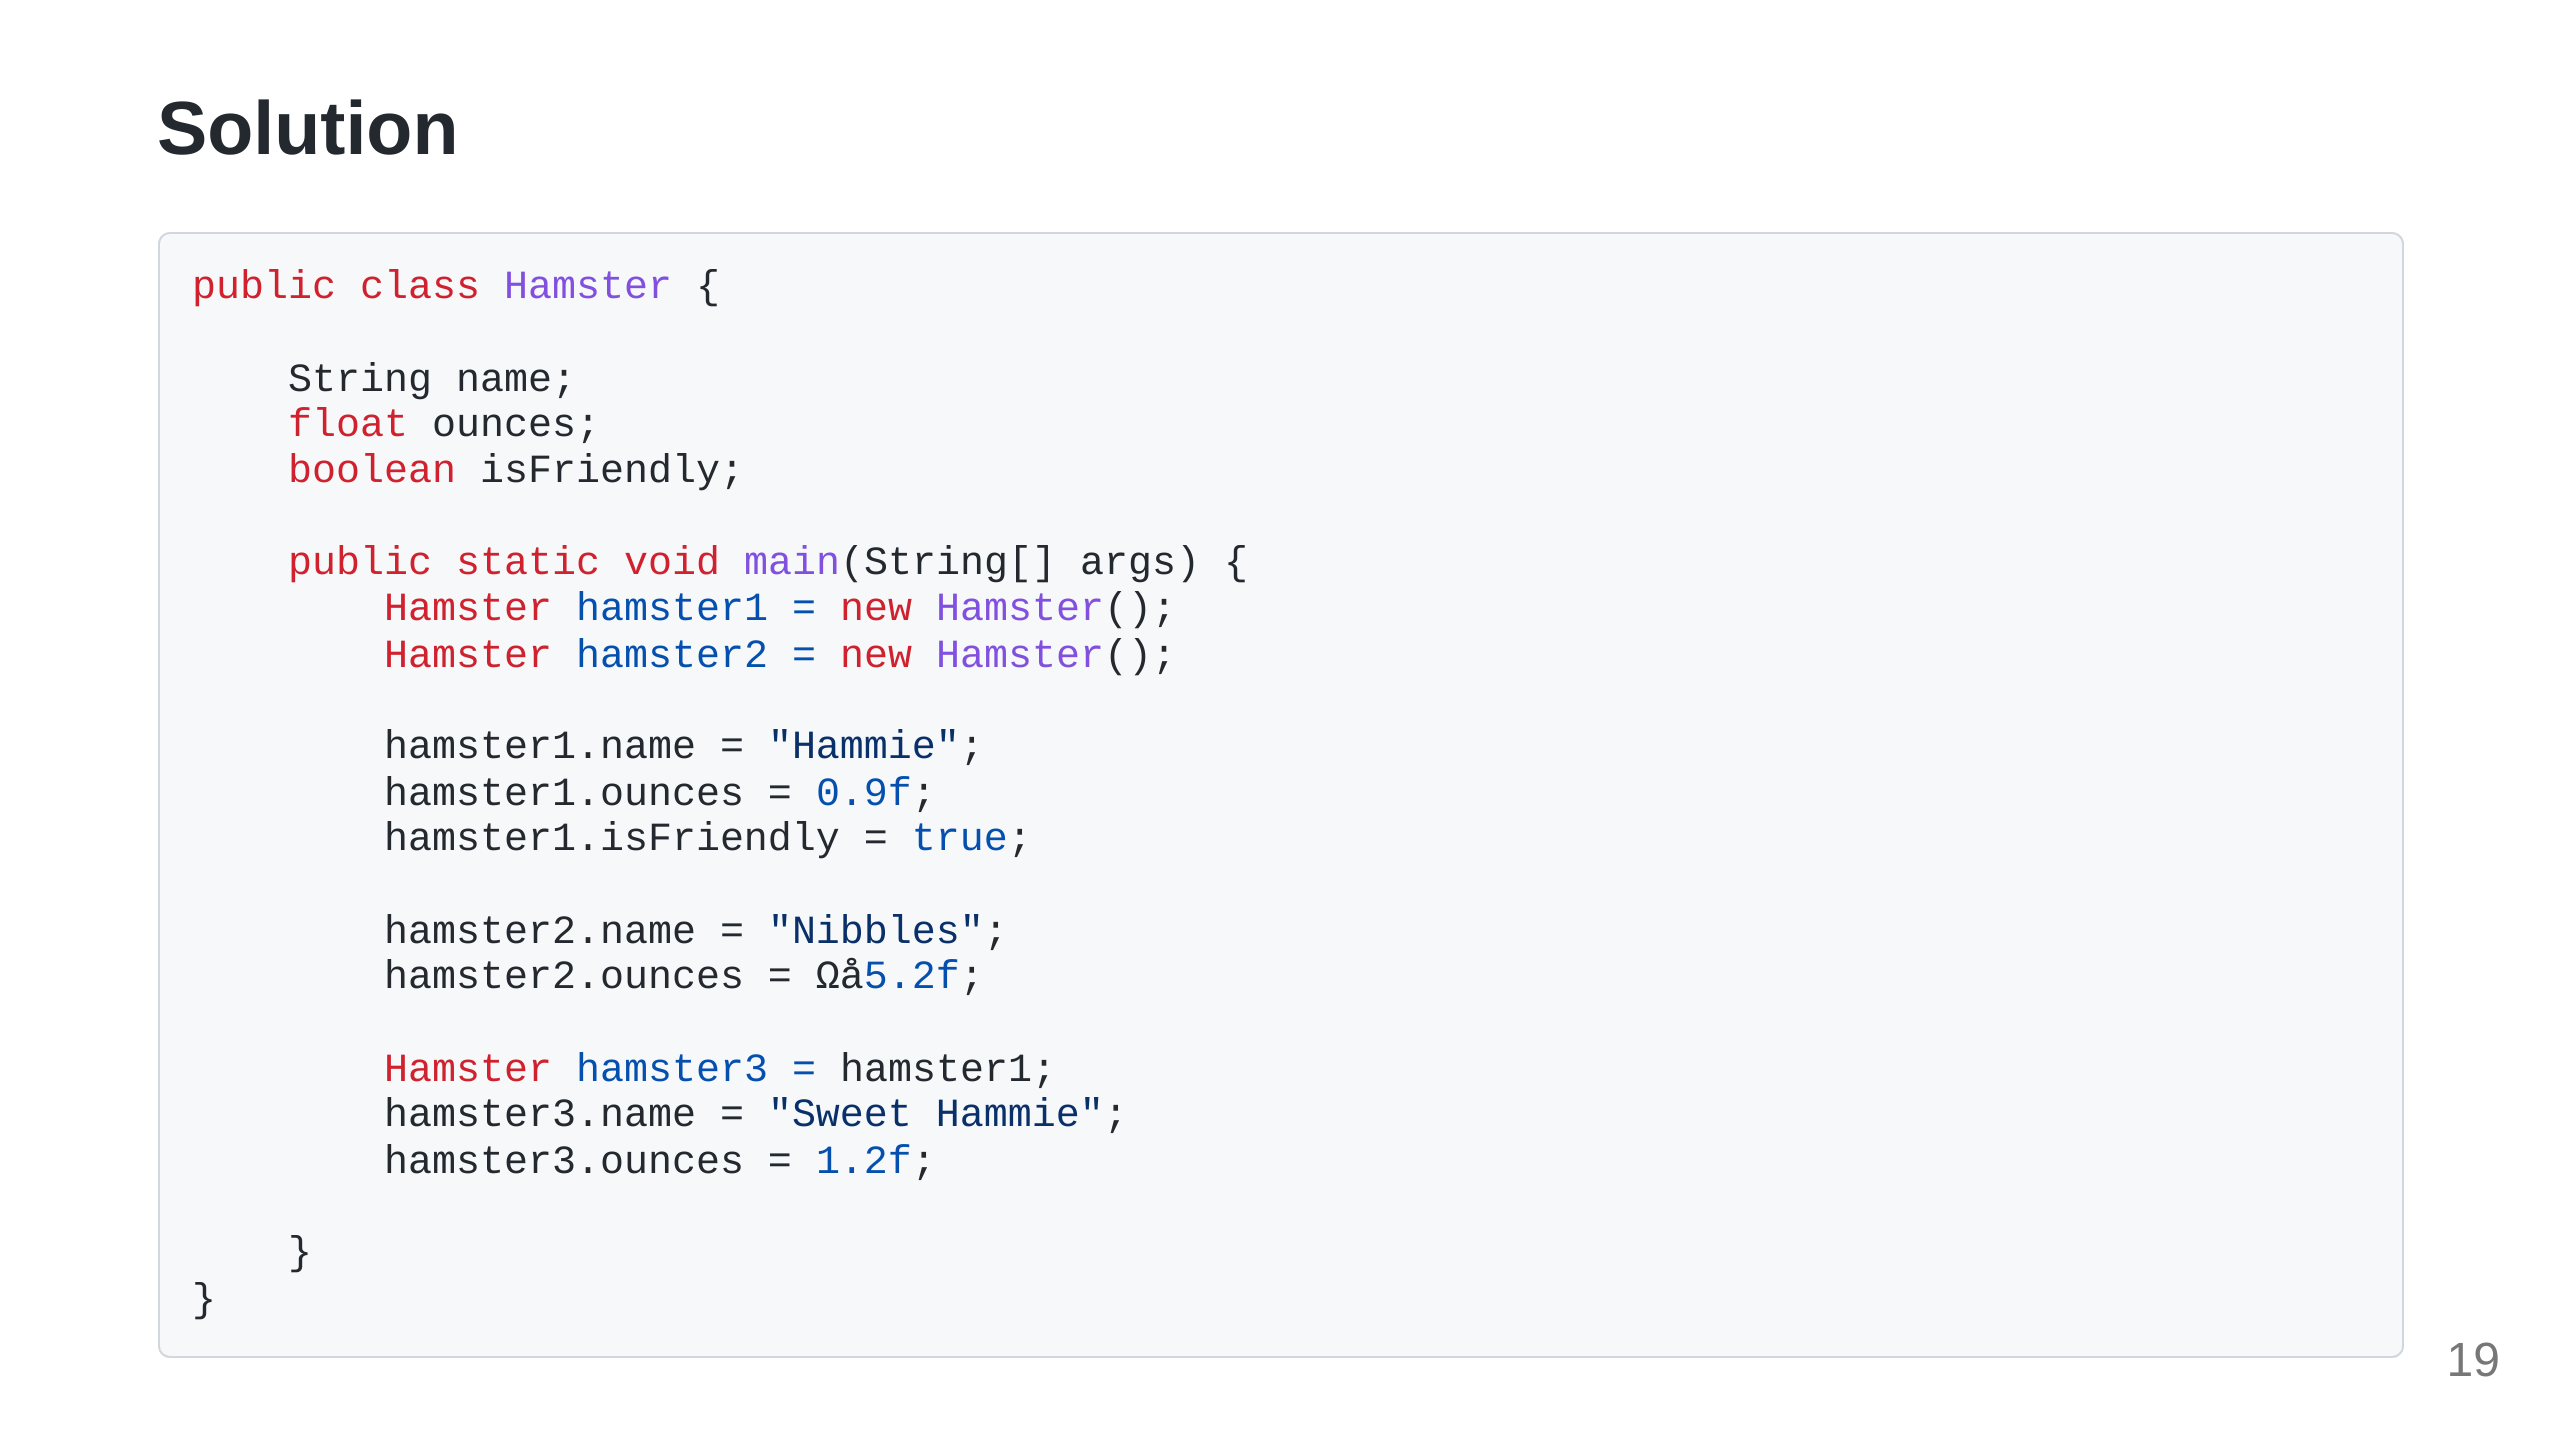 Solution
public class Hamster {
String name;
float ounces;
boolean isFriendly;
public static void main(String[] args) {
Hamster hamster1 = new Hamster();
Hamster hamster2 = new Hamster();
hamster1.name = "Hammie";
hamster1.ounces = 0.9f;
hamster1.isFriendly = true;
hamster2.name = "Nibbles";
hamster2.ounces = Ωå5.2f;
Hamster hamster3 = hamster1;
hamster3.name = "Sweet Hammie";
hamster3.ounces = 1.2f;
}
}
19